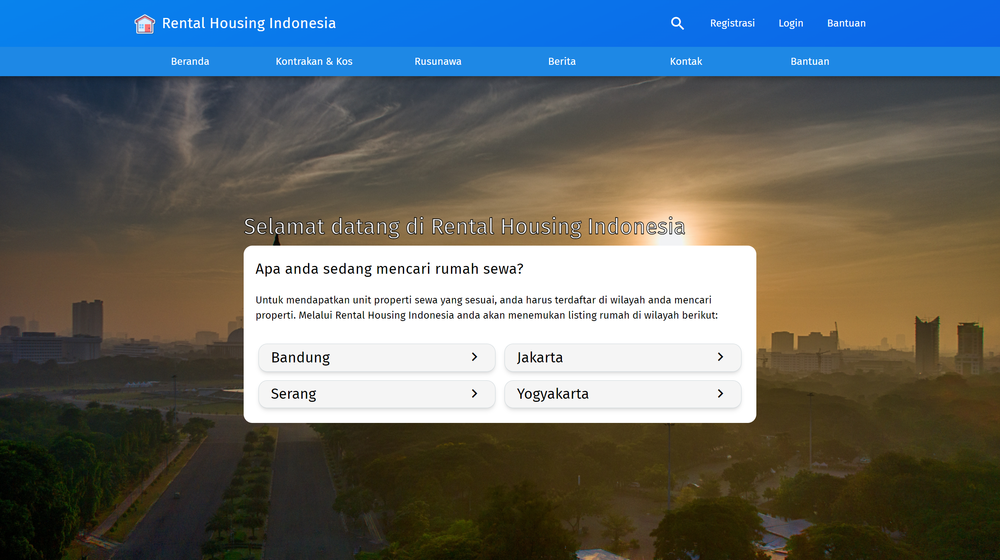 Rental Housing Indonesia
Registrasi
Login
Bantuan
Beranda
Kontrakan & Kos
Rusunawa
Berita
Kontak
Bantuan
Selamat datang di Rental Housing Indonesia
Apa anda sedang mencari rumah sewa?
Untuk mendapatkan unit properti sewa yang sesuai, anda harus terdaftar di wilayah anda mencari
properti. Melalui Rental Housing Indonesia anda akan menemukan listing rumah di wilayah berikut:
Bandung
Jakarta
Serang
Yogyakarta